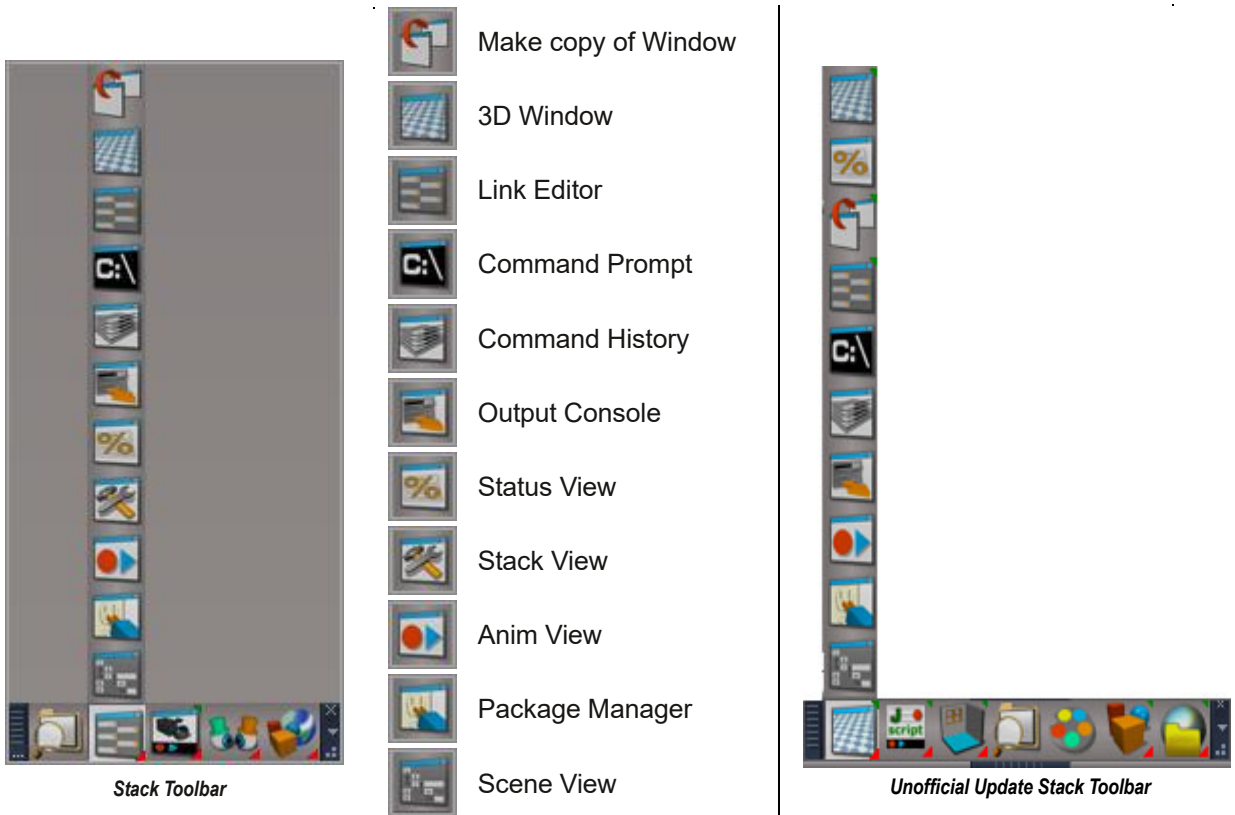 Make copy of Window
3D Window
Link Editor
C:\
Command Prompt
Command History
Output Console
%
Status View
Stack View
Anim View
Package Manager
Scene View
Stack Toolbar
J script
Unofficial Update Stack Toolbar